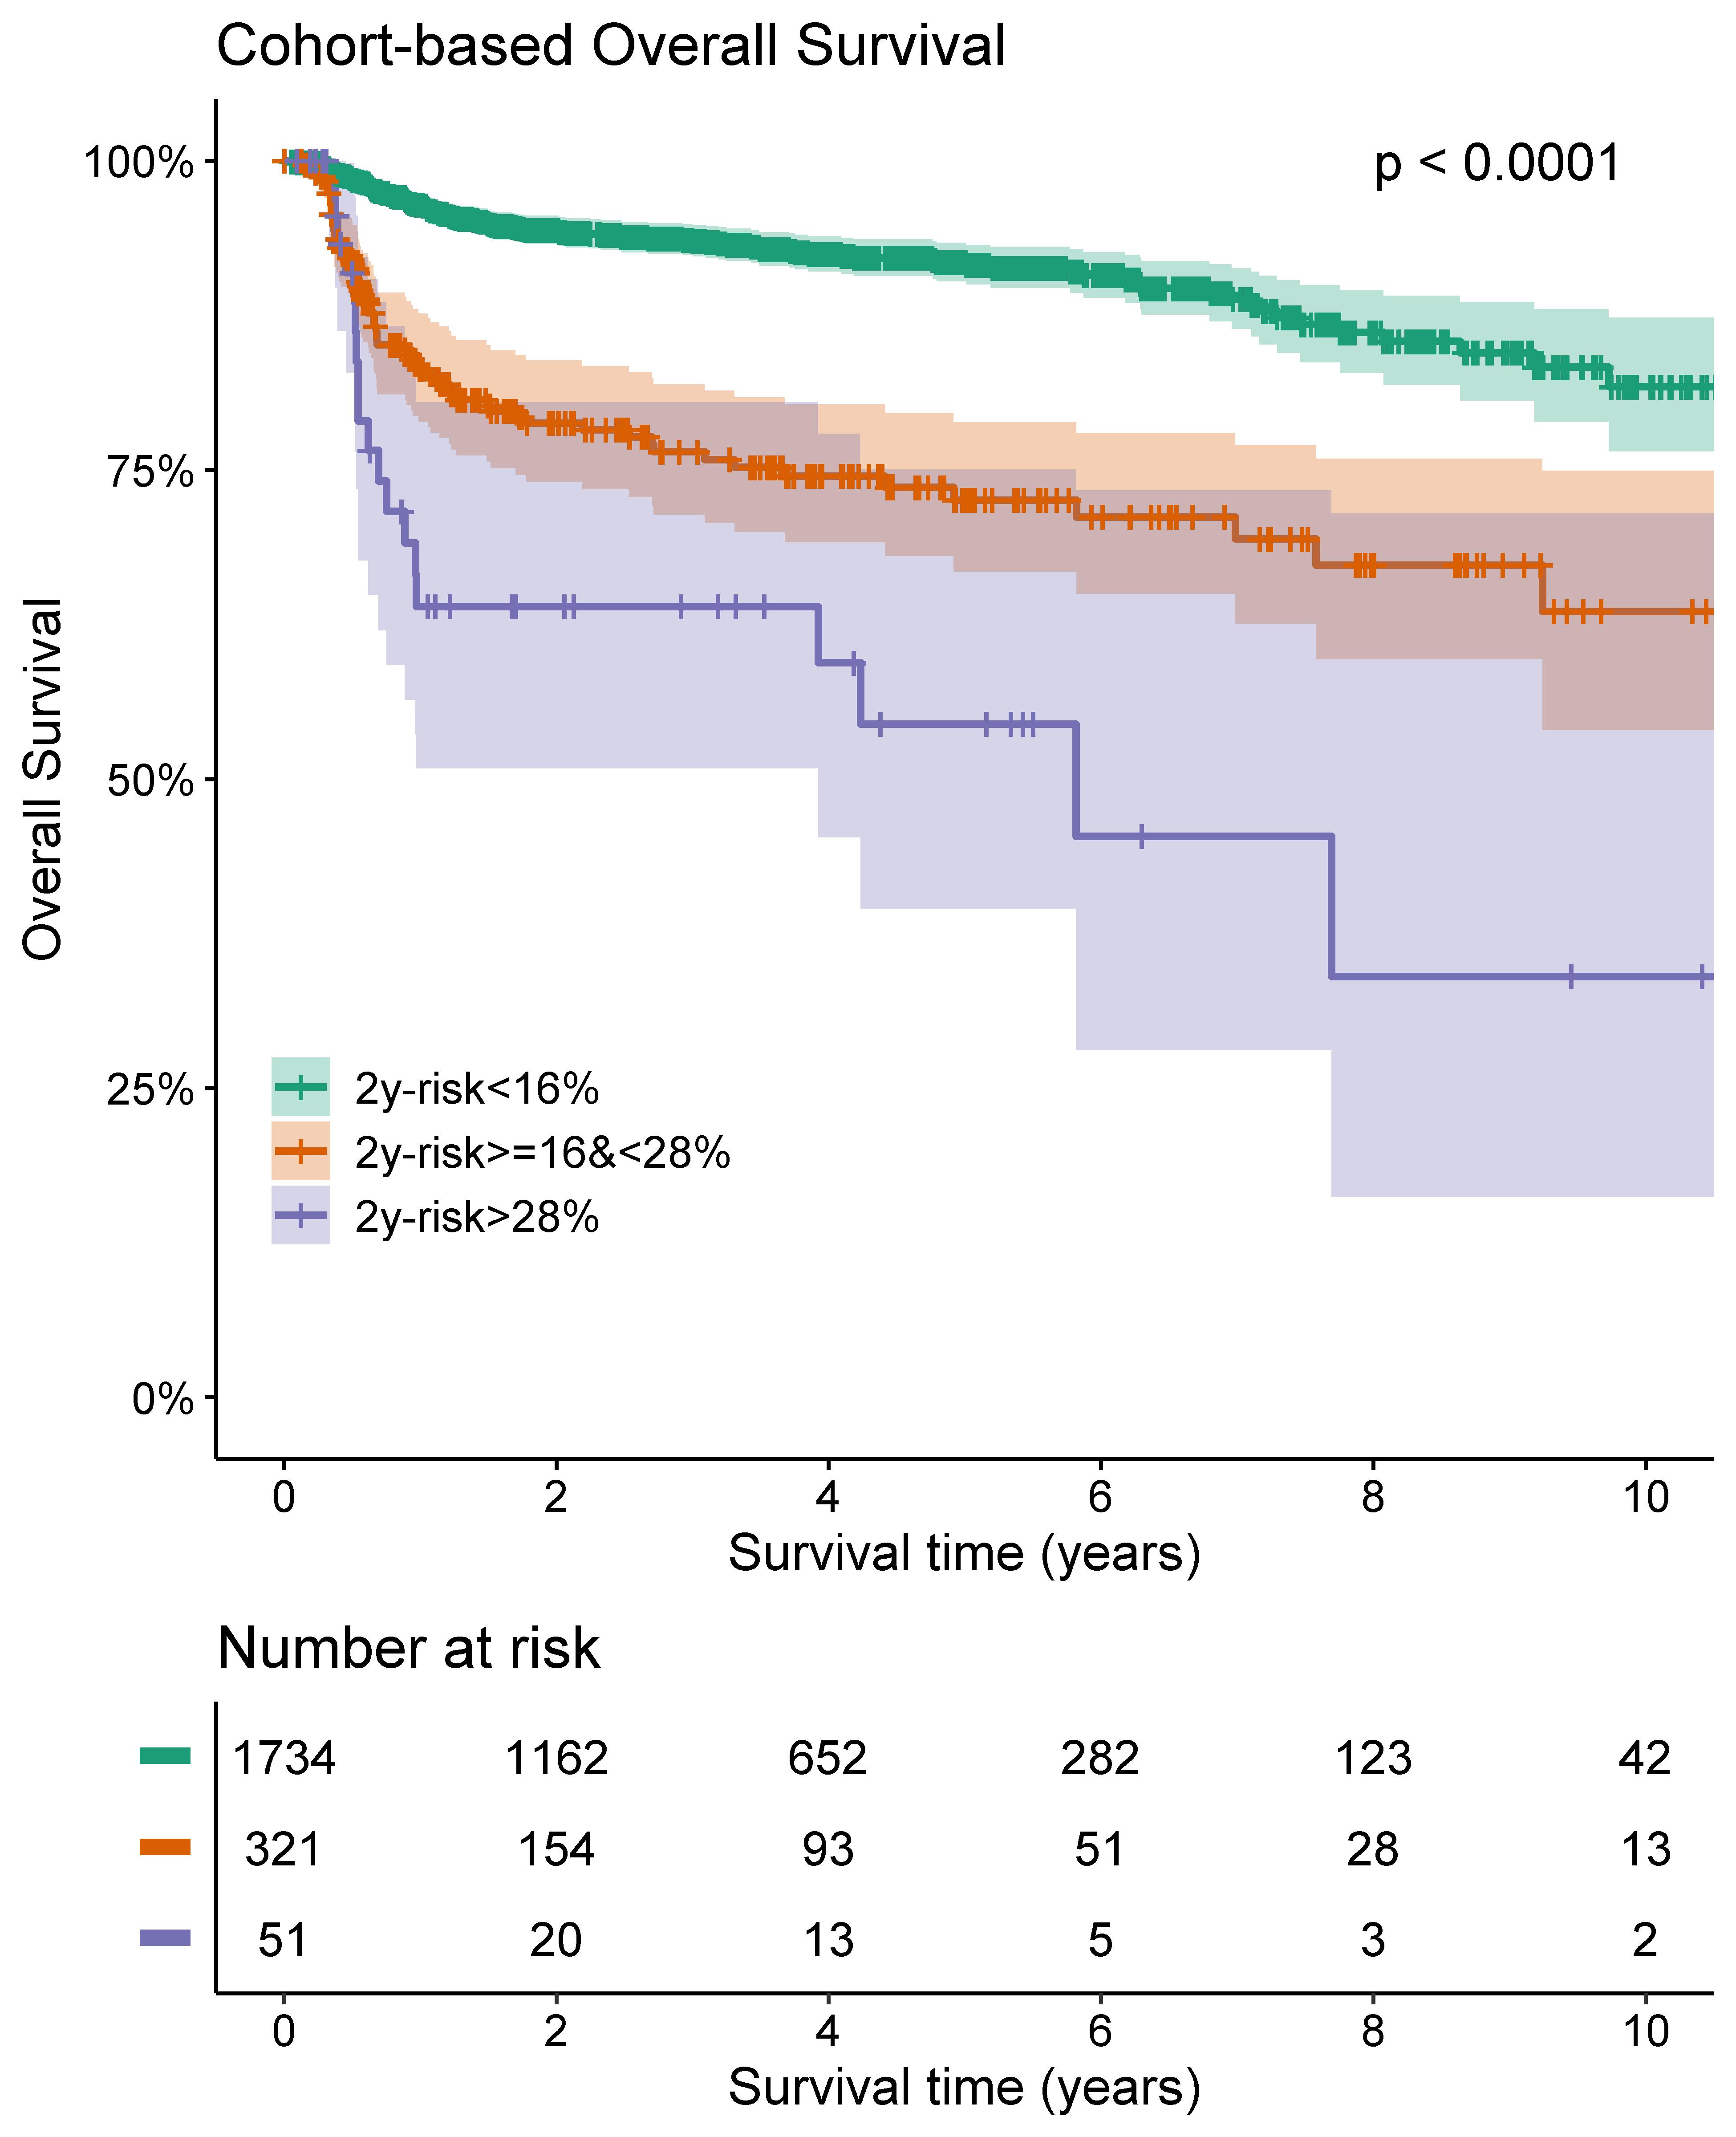 Cohort-based Overall Survival
p < 0.0001
100%
75%
50%
25%
0%
Overall Survival
2y-risk<16%
2y-risk>=16&<28%
2y-risk>28%
0 2 4 6 8 10
Survival time (years)
Number at risk
1734 1162 652 282 123 42
321 154 93 51 28 13
51 20 13 5 3 2
0 2 4 6 8 10
Survival time (years)